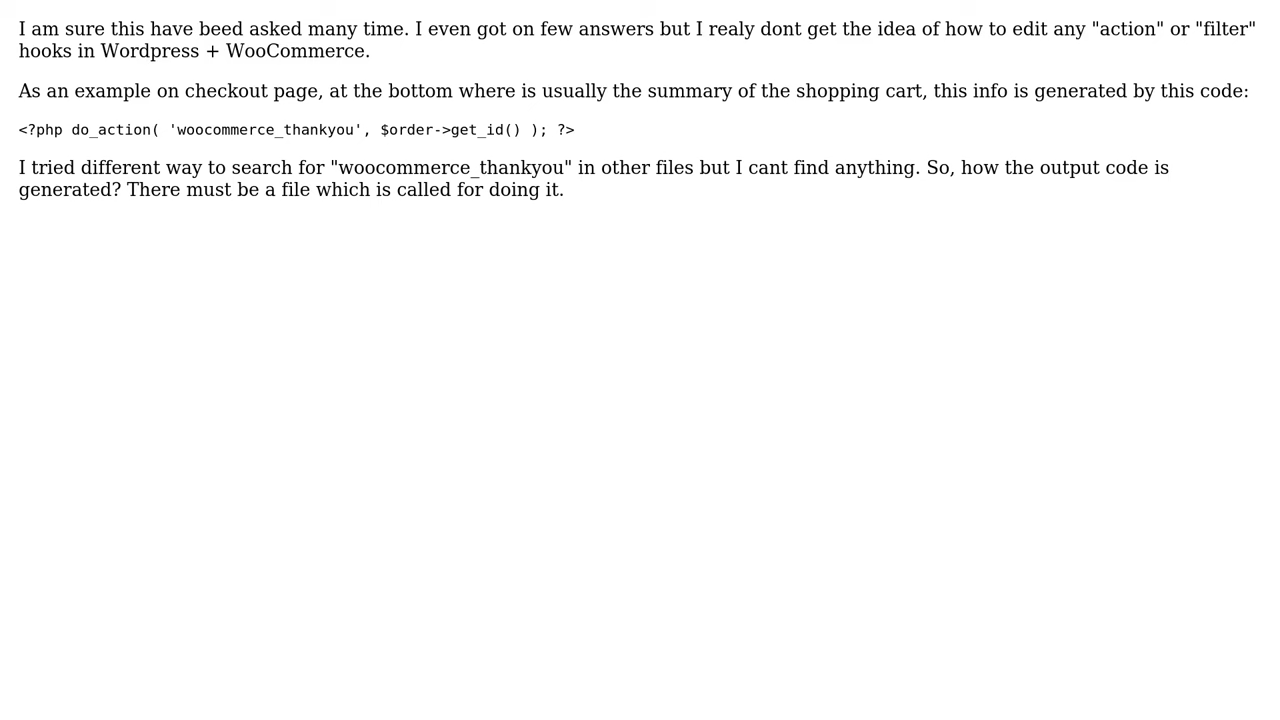 I am sure this have beed asked many time. I even got on few answers but I realy dont get the idea of how to edit any "action" or "filter"
hooks in Wordpress + WooCommerce.
As an example on checkout page, at the bottom where is usually the summary of the shopping cart, this info is generated by this code:
<?php do_action( 'woocommerce_thankyou', $order->get_id() ); ?>
I tried different way to search for "woocommerce_thankyou" in other files but I cant find anything. So, how the output code is
generated? There must be a file which is called for doing it.